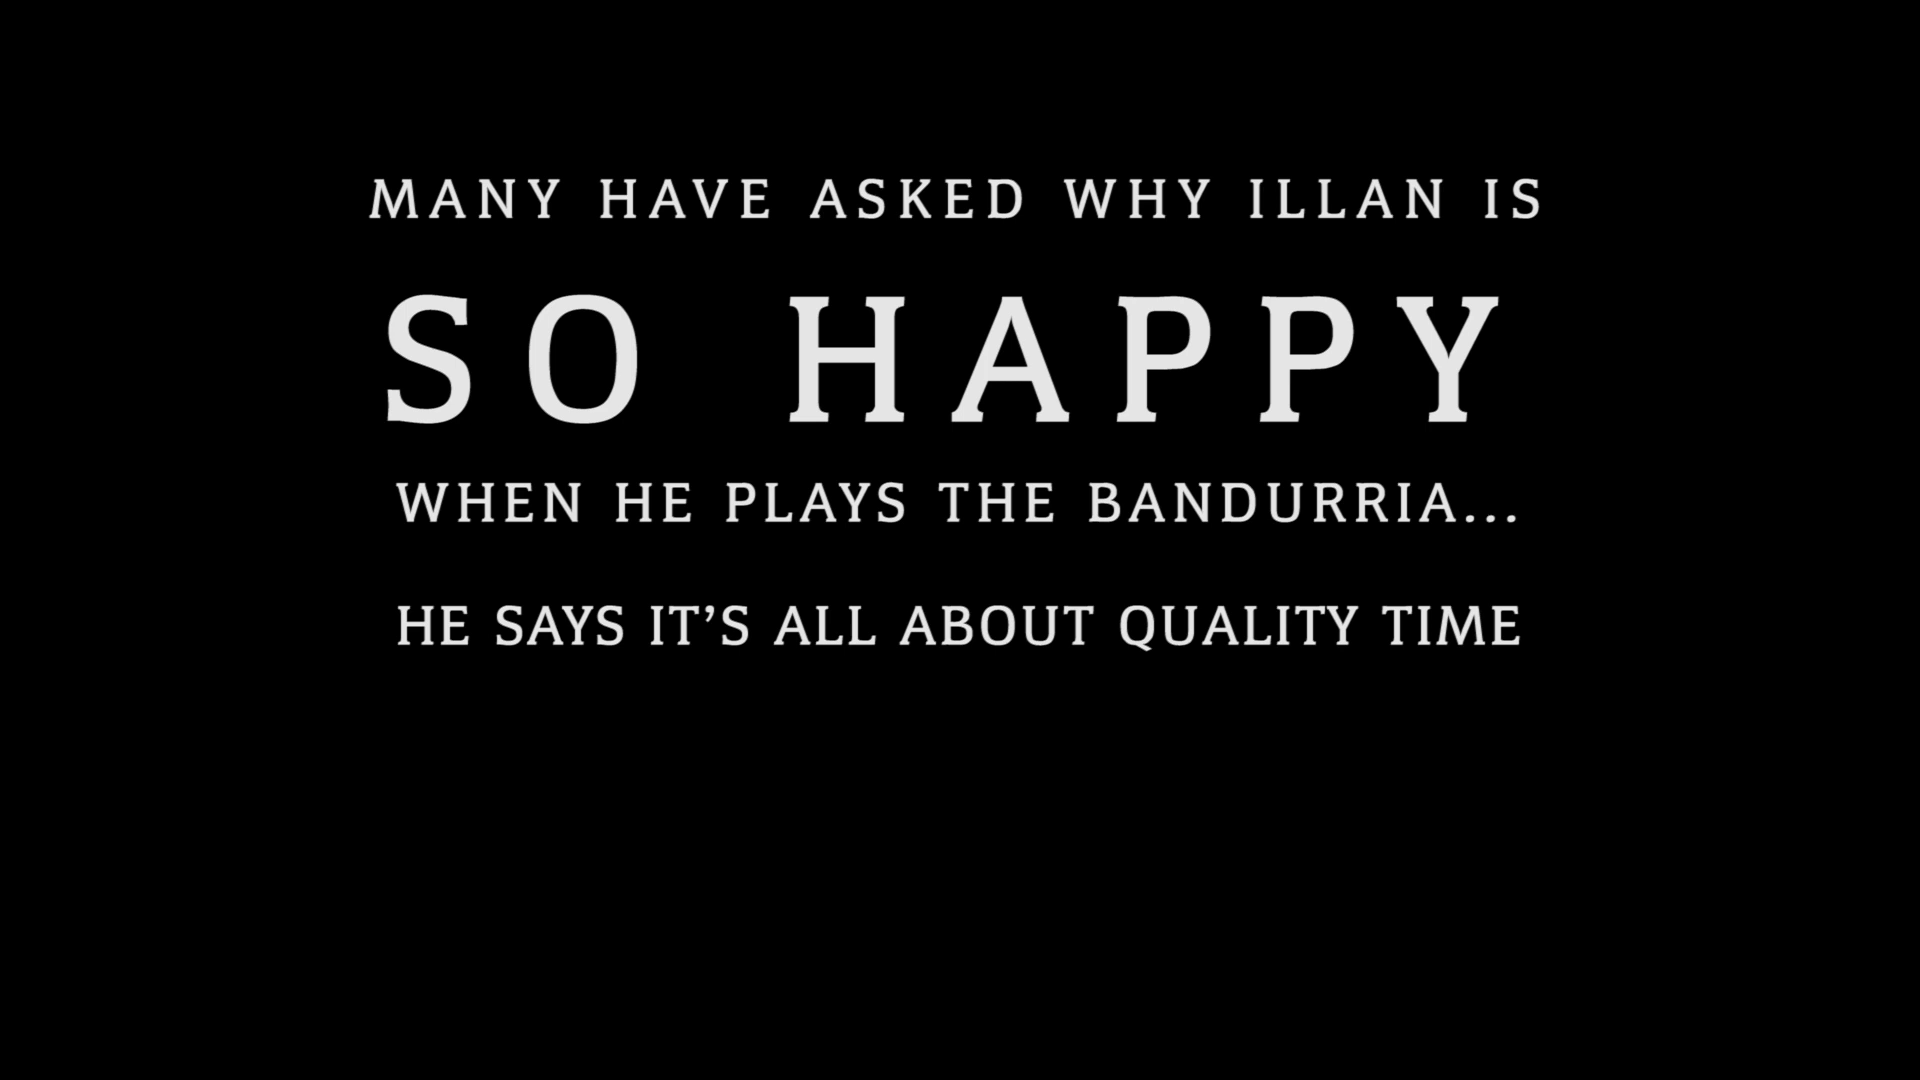 MANY HAVE ASKED WHY ILLAN IS
SO HAPPY
WHEN HE PLAYS THE BANDURRIA...
HE SAYS IT’S ALL ABOUT QUALITY TIME